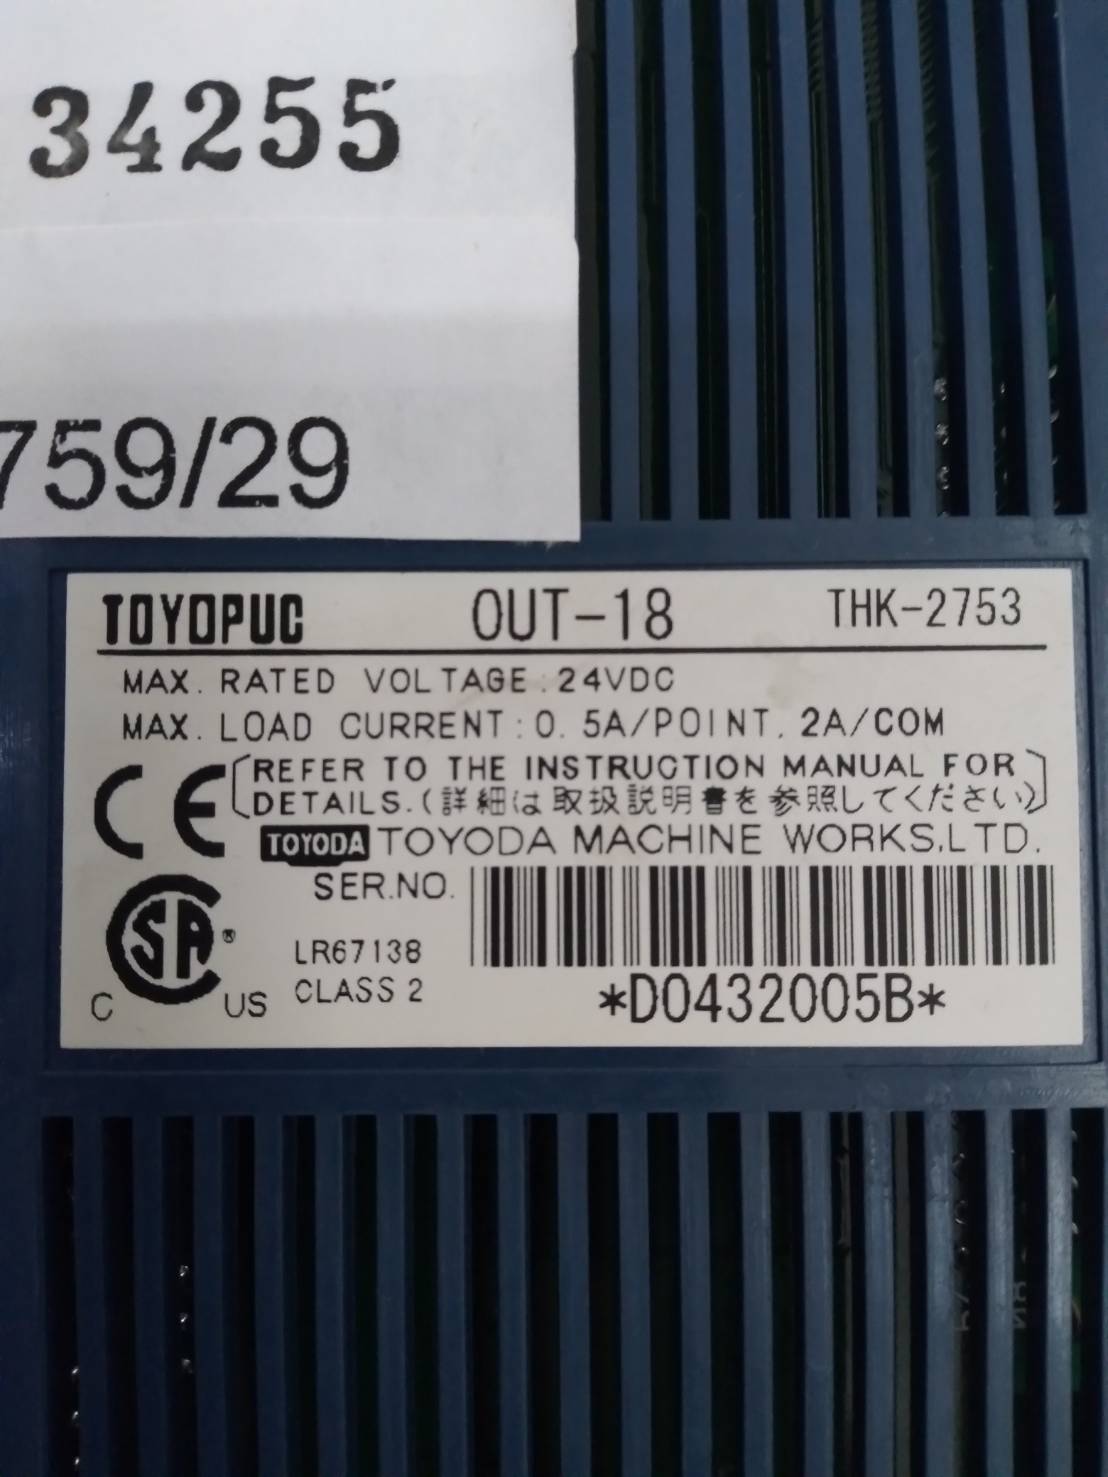 34255
759/29
TOYOPUC OUT-18 THK-2753
MAX. RATED VOLTAGE:24VDC
MAX. LOAD CURRENT:0.5A/POINT, 2A/COM
CE [REFER TO THE INSTRUCTION MANUAL FOR
DETAILS.(詳細は取扱説明書を参照してください)]
TOYODA TOYODA MACHINE WORKS,LTD.
SER.NO.
SA ®
LR67138
C US CLASS 2
*D0432005B*